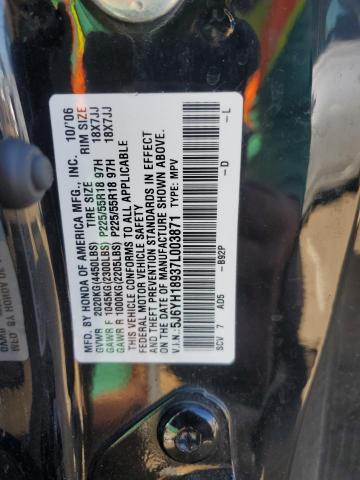 MFD. BY HONDA OF AMERICA MFG., INC. 10/'06
TIRE SIZE RIM SIZE
GVWR 2020KG(4450LBS)
GAWR F 1045KG(2300LBS) P225/55R18 97H 18X7JJ
GAWR R 1000KG(2205LBS) P225/55R18 97H 18X7JJ
THIS VEHICLE CONFORMS TO ALL APPLICABLE
FEDERAL MOTOR VEHICLE SAFETY
AND THEFT PREVENTION STANDARDS IN EFFECT
ON THE DATE OF MANUFACTURE SHOWN ABOVE.
V.I.N.: 5J6YH18937L003871 TYPE: MPV
-B92P -D -L
SCV 7 AD5